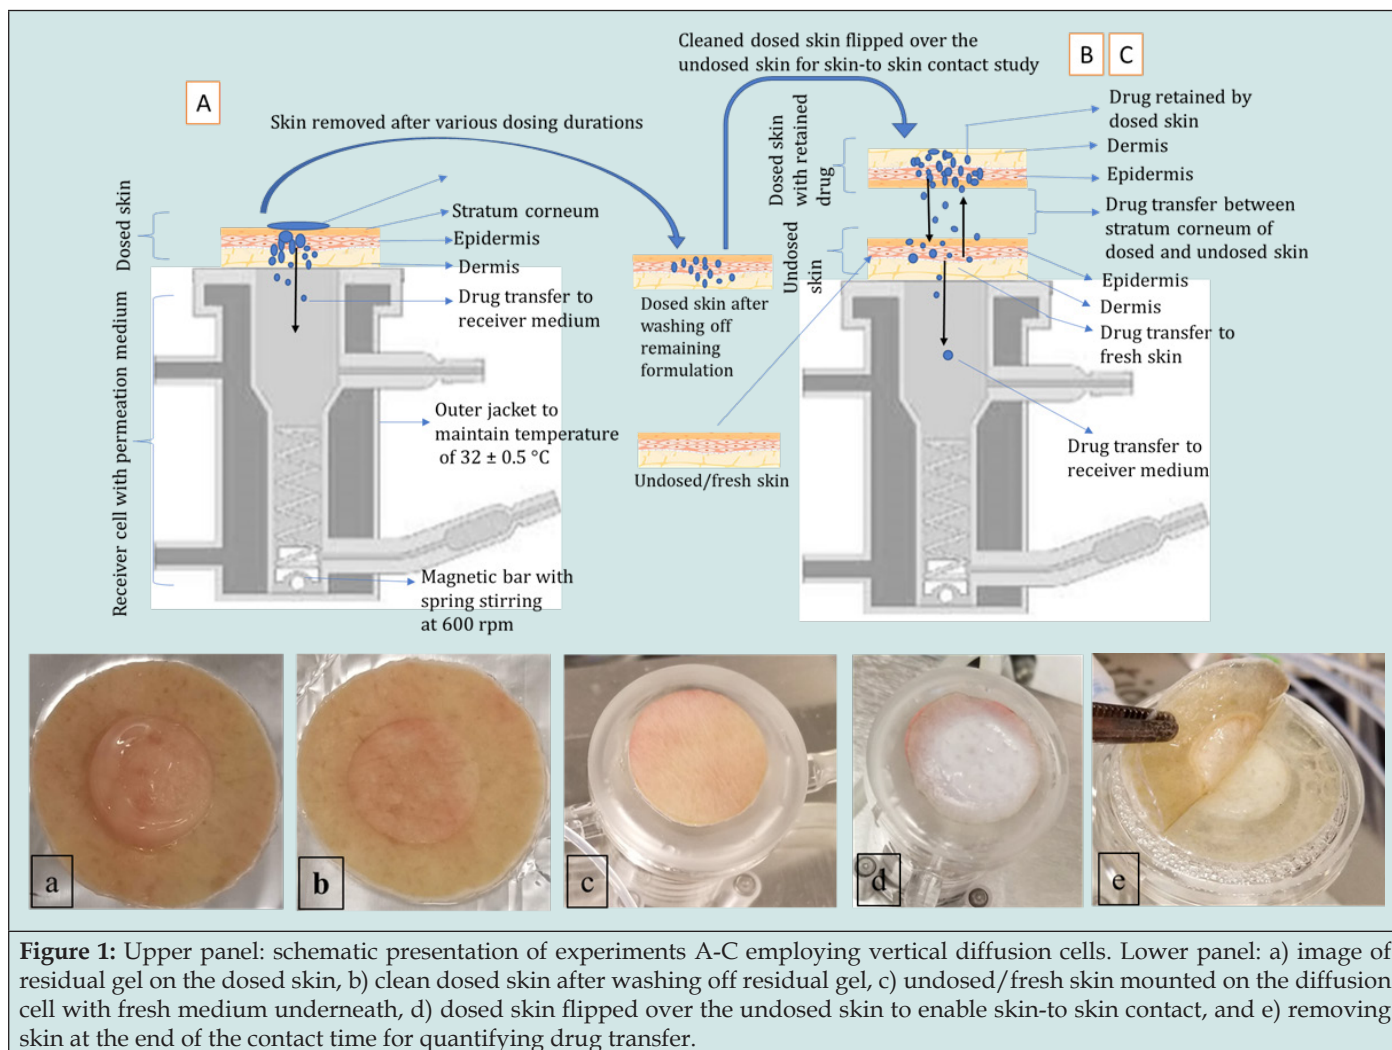 A
Skin removed after various dosing durations
Dosed skin
Stratum corneum
Epidermis
Dermis
Drug transfer to
receiver medium
Receiver cell with permeation medium
Outer jacket to
maintain temperature
of 32 ± 0.5 °C
Magnetic bar with
spring stirring
at 600 rpm
Cleaned dosed skin flipped over the
undosed skin for skin-to skin contact study
Dosed skin after
washing off
remaining
formulation
Undosed/fresh skin
B C
Dosed skin
with retained
drug
Undosed
skin
Drug retained by
dosed skin
Dermis
Epidermis
Drug transfer between
stratum corneum of
dosed and undosed skin
Epidermis
Dermis
Drug transfer to
fresh skin
Drug transfer to
receiver medium
a
b
c
d
e
Figure 1: Upper panel: schematic presentation of experiments A-C employing vertical diffusion cells. Lower panel: a) image of
residual gel on the dosed skin, b) clean dosed skin after washing off residual gel, c) undosed/fresh skin mounted on the diffusion
cell with fresh medium underneath, d) dosed skin flipped over the undosed skin to enable skin-to skin contact, and e) removing
skin at the end of the contact time for quantifying drug transfer.